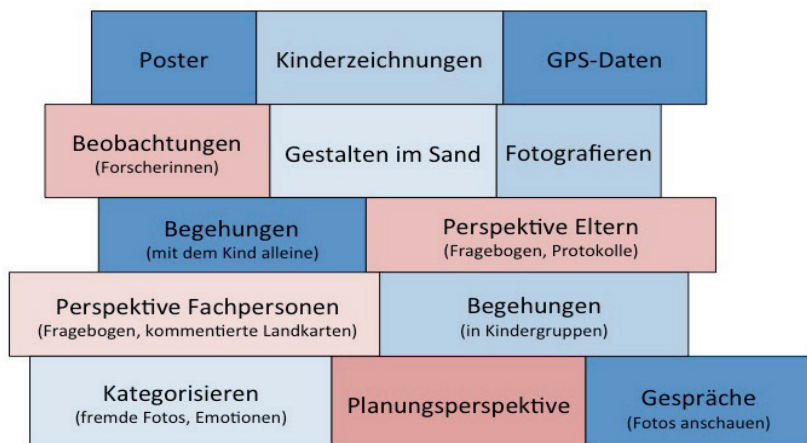 Poster
Kinderzeichnungen
GPS-Daten
Beobachtungen
(Forscherinnen)
Gestalten im Sand
Fotografieren
Begehungen
(mit dem Kind alleine)
Perspektive Eltern
(Fragebogen, Protokolle)
Perspektive Fachpersonen
(Fragebogen, kommentierte Landkarten)
Begehungen
(in Kindergruppen)
Kategorisieren
(fremde Fotos, Emotionen)
Planungsperspektive
Gespräche
(Fotos anschauen)